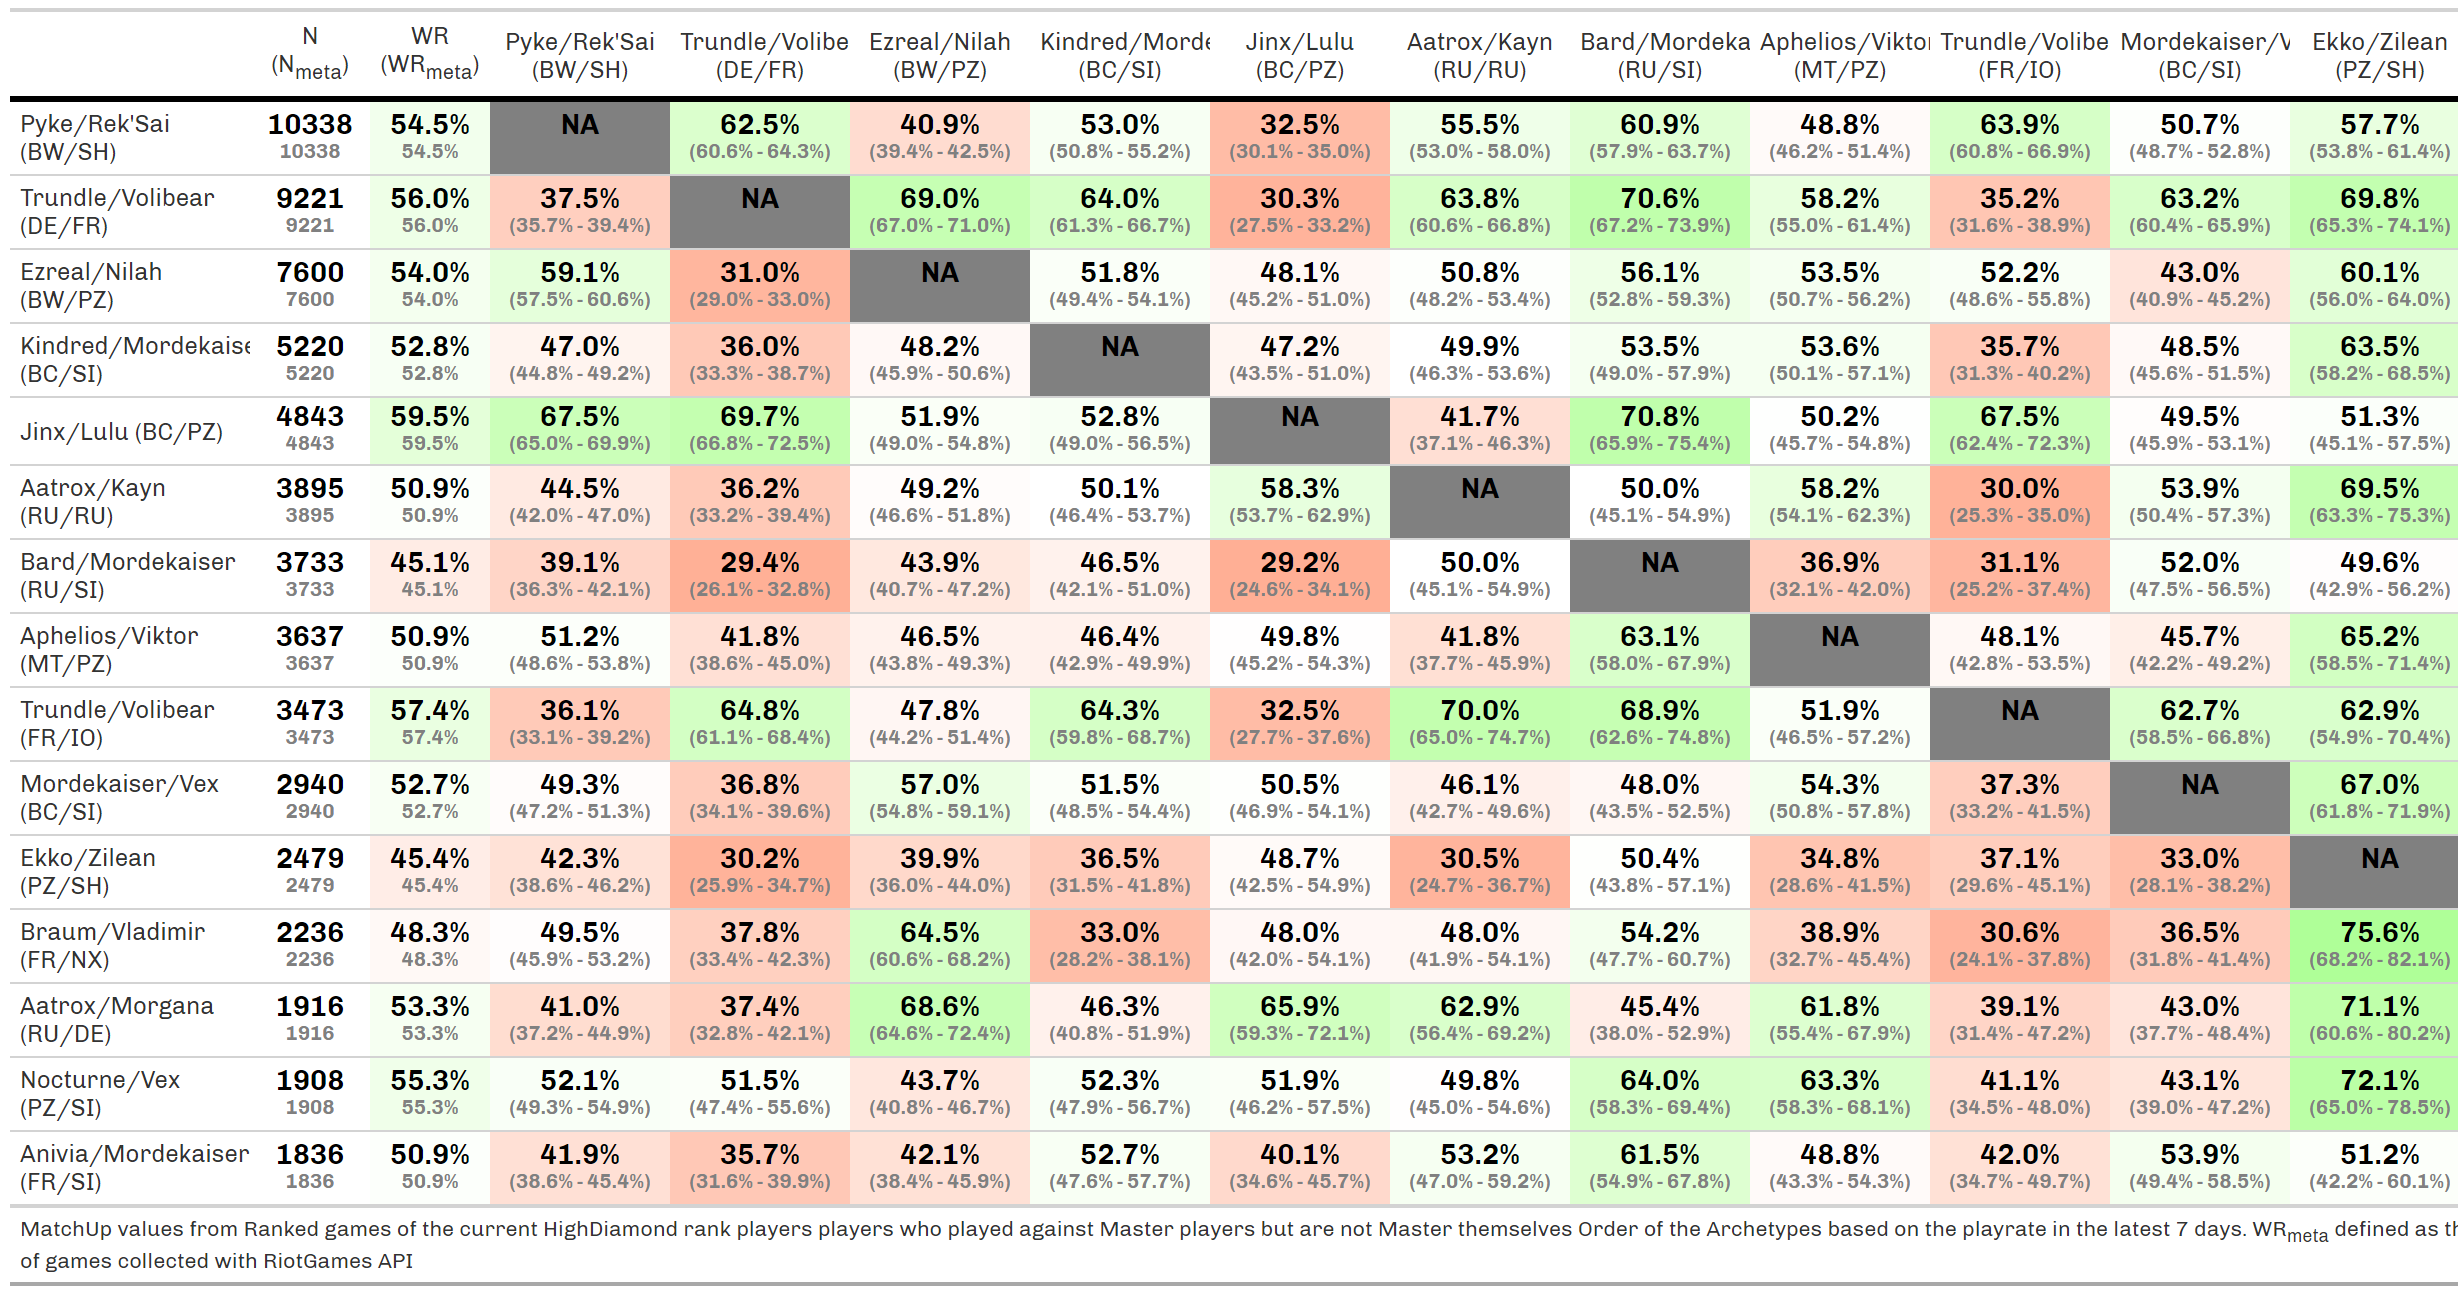 N WR Pyke/Rek'Sai Trundle/Volibe Ezreal/Nilah Kindred/Morde Jinx/Lulu Aatrox/Kayn Bard/Mordeka Aphelios/Viktor Trundle/Volibe Mordekaiser/V Ekko/Zilean
(Nmeta) (WRmeta) (BW/SH) (DE/FR) (BW/PZ) (BC/SI) (BC/PZ) (RU/RU) (RU/SI) (MT/PZ) (FR/IO) (BC/SI) (PZ/SH)
Pyke/Rek'Sai 10338 54.5% NA 62.5% 40.9% 53.0% 32.5% 55.5% 60.9% 48.8% 63.9% 50.7% 57.7%
(BW/SH) 10338 54.5% (60.6% - 64.3%) (39.4% - 42.5%) (50.8% - 55.2%) (30.1% - 35.0%) (53.0% - 58.0%) (57.9% - 63.7%) (46.2% - 51.4%) (60.8% - 66.9%) (48.7% - 52.8%) (53.8% - 61.4%)
Trundle/Volibear 9221 56.0% 37.5% NA 69.0% 64.0% 30.3% 63.8% 70.6% 58.2% 35.2% 63.2% 69.8%
(DE/FR) 9221 56.0% (35.7% - 39.4%) (67.0% - 71.0%) (61.3% - 66.7%) (27.5% - 33.2%) (60.6% - 66.8%) (67.2% - 73.9%) (55.0% - 61.4%) (31.6% - 38.9%) (60.4% - 65.9%) (65.3% - 74.1%)
Ezreal/Nilah 7600 54.0% 59.1% 31.0% NA 51.8% 48.1% 50.8% 56.1% 53.5% 52.2% 43.0% 60.1%
(BW/PZ) 7600 54.0% (57.5% - 60.6%) (29.0% - 33.0%) (49.4% - 54.1%) (45.2% - 51.0%) (48.2% - 53.4%) (52.8% - 59.3%) (50.7% - 56.2%) (48.6% - 55.8%) (40.9% - 45.2%) (56.0% - 64.0%)
Kindred/Mordekaise 5220 52.8% 47.0% 36.0% 48.2% NA 47.2% 49.9% 53.5% 53.6% 35.7% 48.5% 63.5%
(BC/SI) 5220 52.8% (44.8% - 49.2%) (33.3% - 38.7%) (45.9% - 50.6%) (43.5% - 51.0%) (46.3% - 53.6%) (49.0% - 57.9%) (50.1% - 57.1%) (31.3% - 40.2%) (45.6% - 51.5%) (58.2% - 68.5%)
Jinx/Lulu (BC/PZ) 4843 59.5% 67.5% 69.7% 51.9% 52.8% NA 41.7% 70.8% 50.2% 67.5% 49.5% 51.3%
4843 59.5% (65.0% - 69.9%) (66.8% - 72.5%) (49.0% - 54.8%) (49.0% - 56.5%) (37.1% - 46.3%) (65.9% - 75.4%) (45.7% - 54.8%) (62.4% - 72.3%) (45.9% - 53.1%) (45.1% - 57.5%)
Aatrox/Kayn 3895 50.9% 44.5% 36.2% 49.2% 50.1% 58.3% NA 50.0% 58.2% 30.0% 53.9% 69.5%
(RU/RU) 3895 50.9% (42.0% - 47.0%) (33.2% - 39.4%) (46.6% - 51.8%) (46.4% - 53.7%) (53.7% - 62.9%) (45.1% - 54.9%) (54.1% - 62.3%) (25.3% - 35.0%) (50.4% - 57.3%) (63.3% - 75.3%)
Bard/Mordekaiser 3733 45.1% 39.1% 29.4% 43.9% 46.5% 29.2% 50.0% NA 36.9% 31.1% 52.0% 49.6%
(RU/SI) 3733 45.1% (36.3% - 42.1%) (26.1% - 32.8%) (40.7% - 47.2%) (42.1% - 51.0%) (24.6% - 34.1%) (45.1% - 54.9%) (32.1% - 42.0%) (25.2% - 37.4%) (47.5% - 56.5%) (42.9% - 56.2%)
Aphelios/Viktor 3637 50.9% 51.2% 41.8% 46.5% 46.4% 49.8% 41.8% 63.1% NA 48.1% 45.7% 65.2%
(MT/PZ) 3637 50.9% (48.6% - 53.8%) (38.6% - 45.0%) (43.8% - 49.3%) (42.9% - 49.9%) (45.2% - 54.3%) (37.7% - 45.9%) (58.0% - 67.9%) (42.8% - 53.5%) (42.2% - 49.2%) (58.5% - 71.4%)
Trundle/Volibear 3473 57.4% 36.1% 64.8% 47.8% 64.3% 32.5% 70.0% 68.9% 51.9% NA 62.7% 62.9%
(FR/IO) 3473 57.4% (33.1% - 39.2%) (61.1% - 68.4%) (44.2% - 51.4%) (59.8% - 68.7%) (27.7% - 37.6%) (65.0% - 74.7%) (62.6% - 74.8%) (46.5% - 57.2%) (58.5% - 66.8%) (54.9% - 70.4%)
Mordekaiser/Vex 2940 52.7% 49.3% 36.8% 57.0% 51.5% 50.5% 46.1% 48.0% 54.3% 37.3% NA 67.0%
(BC/SI) 2940 52.7% (47.2% - 51.3%) (34.1% - 39.6%) (54.8% - 59.1%) (48.5% - 54.4%) (46.9% - 54.1%) (42.7% - 49.6%) (43.5% - 52.5%) (50.8% - 57.8%) (33.2% - 41.5%) (61.8% - 71.9%)
Ekko/Zilean 2479 45.4% 42.3% 30.2% 39.9% 36.5% 48.7% 30.5% 50.4% 34.8% 37.1% 33.0% NA
(PZ/SH) 2479 45.4% (38.6% - 46.2%) (25.9% - 34.7%) (36.0% - 44.0%) (31.5% - 41.8%) (42.5% - 54.9%) (24.7% - 36.7%) (43.8% - 57.1%) (28.6% - 41.5%) (29.6% - 45.1%) (28.1% - 38.2%)
Braum/Vladimir 2236 48.3% 49.5% 37.8% 64.5% 33.0% 48.0% 48.0% 54.2% 38.9% 30.6% 36.5% 75.6%
(FR/NX) 2236 48.3% (45.9% - 53.2%) (33.4% - 42.3%) (60.6% - 68.2%) (28.2% - 38.1%) (42.0% - 54.1%) (41.9% - 54.1%) (47.7% - 60.7%) (32.7% - 45.4%) (24.1% - 37.8%) (31.8% - 41.4%) (68.2% - 82.1%)
Aatrox/Morgana 1916 53.3% 41.0% 37.4% 68.6% 46.3% 65.9% 62.9% 45.4% 61.8% 39.1% 43.0% 71.1%
(RU/DE) 1916 53.3% (37.2% - 44.9%) (32.8% - 42.1%) (64.6% - 72.4%) (40.8% - 51.9%) (59.3% - 72.1%) (56.4% - 69.2%) (38.0% - 52.9%) (55.4% - 67.9%) (31.4% - 47.2%) (37.7% - 48.4%) (60.6% - 80.2%)
Nocturne/Vex 1908 55.3% 52.1% 51.5% 43.7% 52.3% 51.9% 49.8% 64.0% 63.3% 41.1% 43.1% 72.1%
(PZ/SI) 1908 55.3% (49.3% - 54.9%) (47.4% - 55.6%) (40.8% - 46.7%) (47.9% - 56.7%) (46.2% - 57.5%) (45.0% - 54.6%) (58.3% - 69.4%) (58.3% - 68.1%) (34.5% - 48.0%) (39.0% - 47.2%) (65.0% - 78.5%)
Anivia/Mordekaiser 1836 50.9% 41.9% 35.7% 42.1% 52.7% 40.1% 53.2% 61.5% 48.8% 42.0% 53.9% 51.2%
(FR/SI) 1836 50.9% (38.6% - 45.4%) (31.6% - 39.9%) (38.4% - 45.9%) (47.6% - 57.7%) (34.6% - 45.7%) (47.0% - 59.2%) (54.9% - 67.8%) (43.3% - 54.3%) (34.7% - 49.7%) (49.4% - 58.5%) (42.2% - 60.1%)
MatchUp values from Ranked games of the current HighDiamond rank players players who played against Master players but are not Master themselves Order of the Archetypes based on the playrate in the latest 7 days. WRmeta defined as th
of games collected with RiotGames API